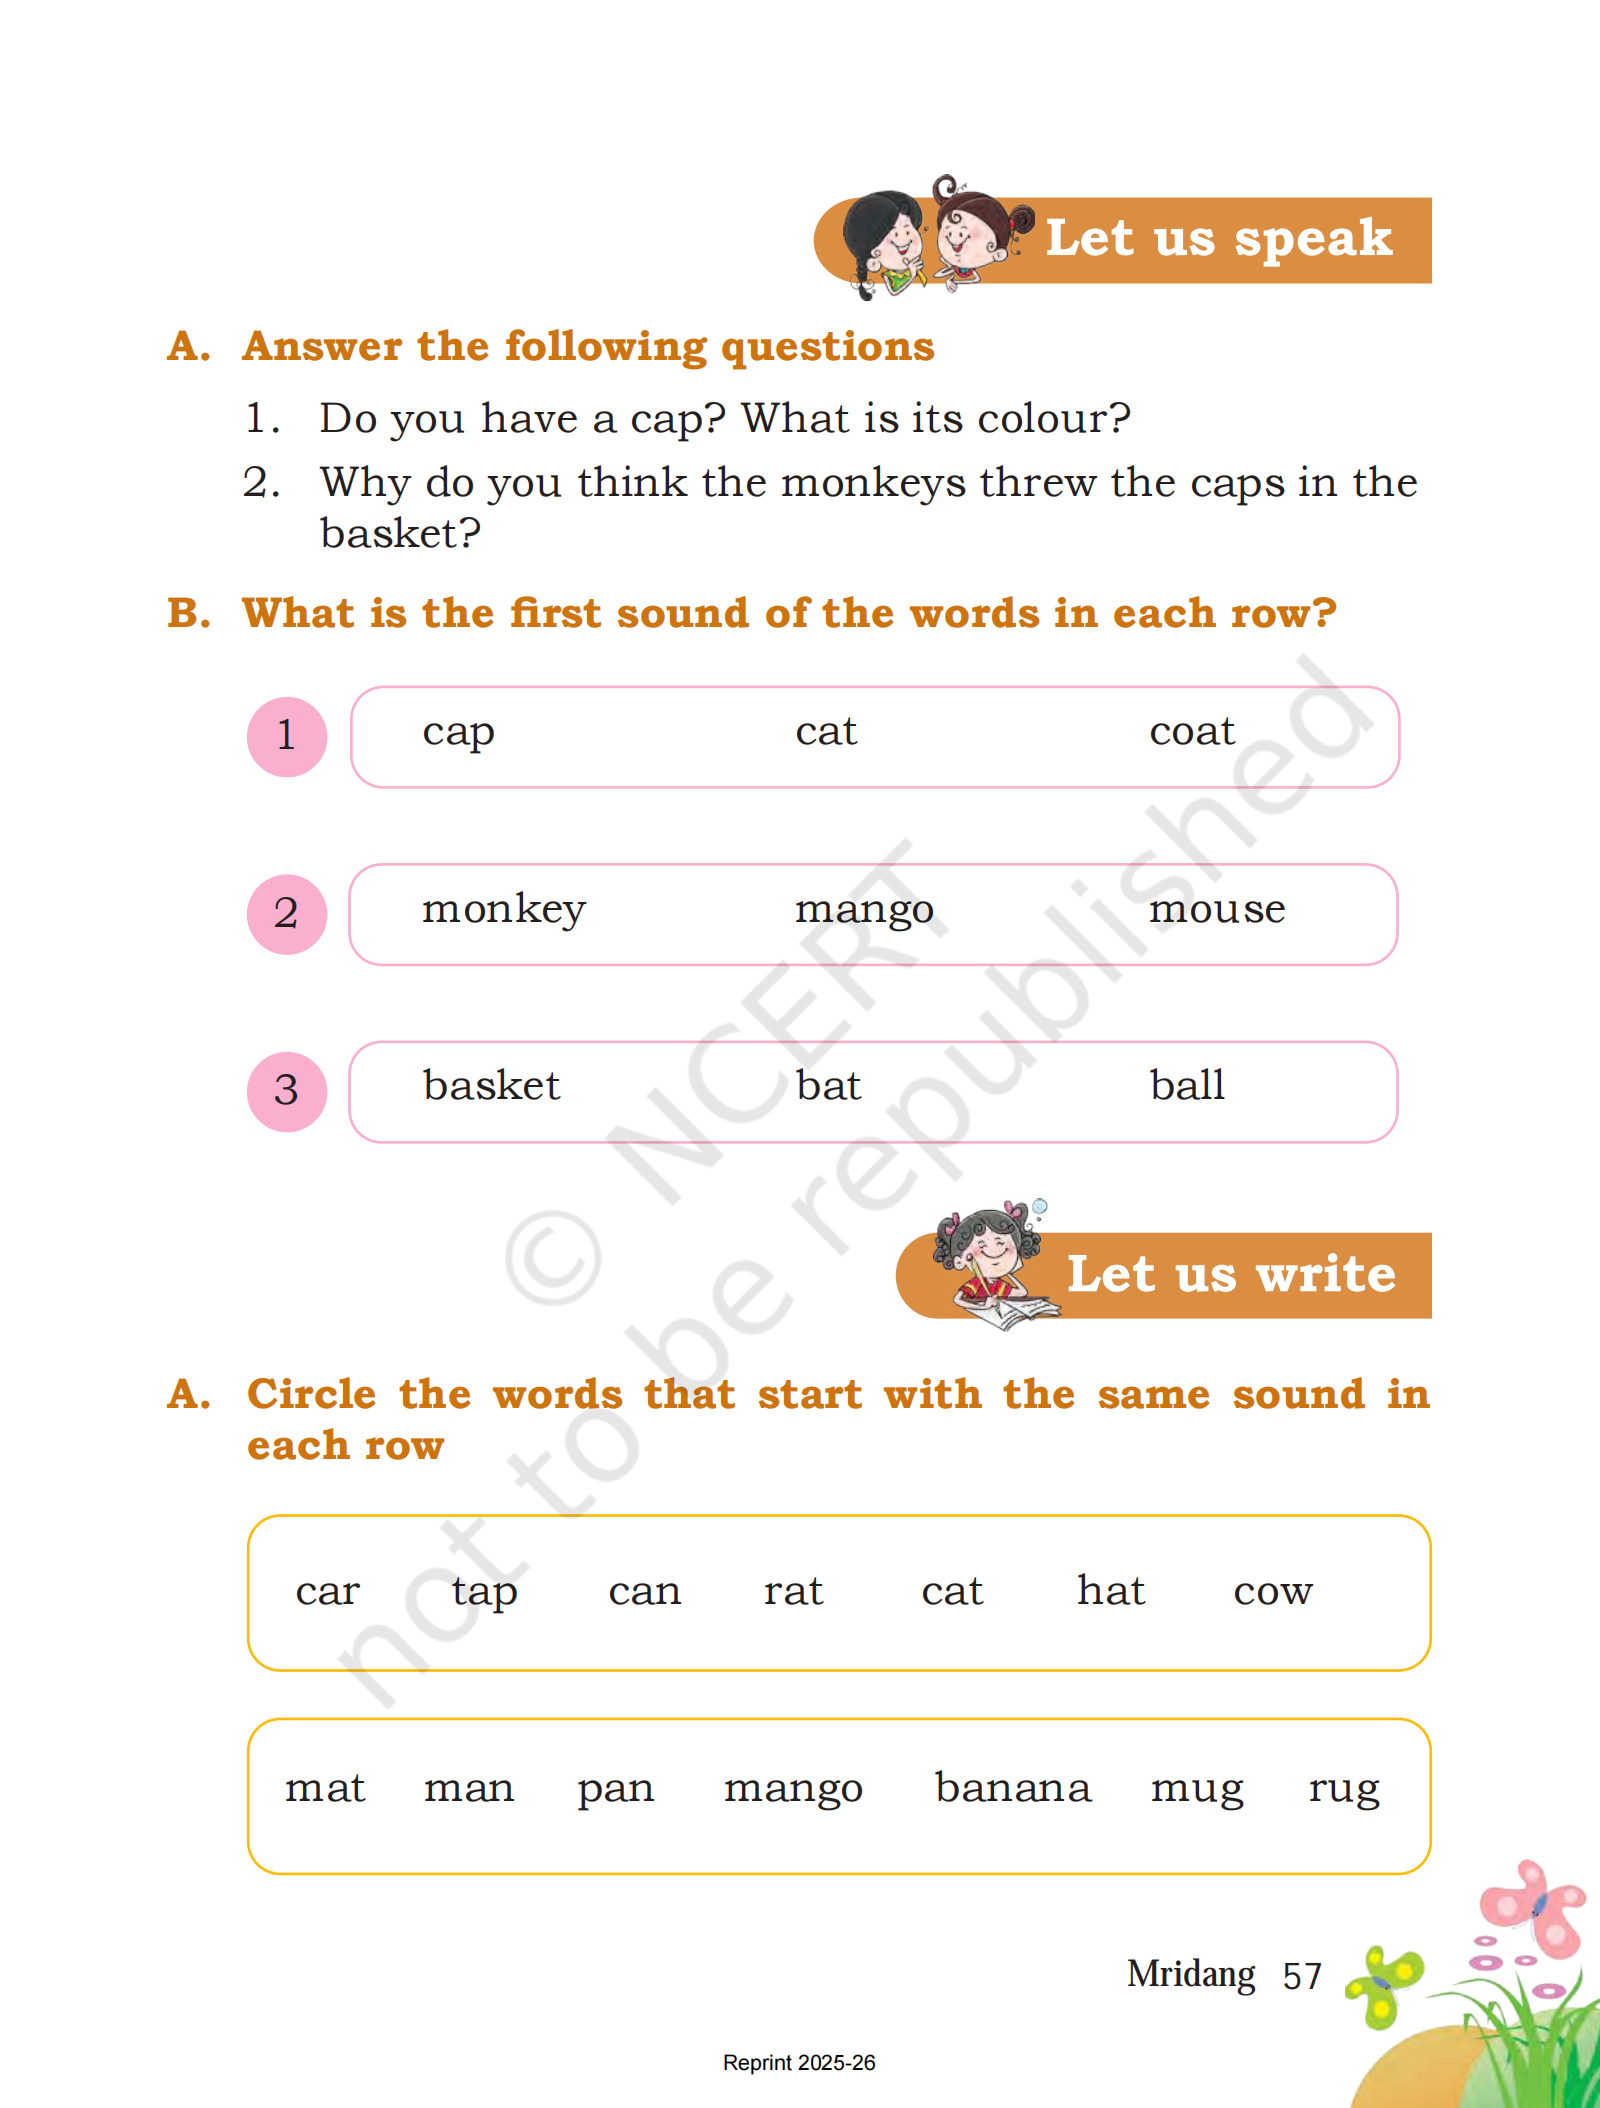 Let us speak
A. Answer the following questions
1. Do you have a cap? What is its colour?
2. Why do you think the monkeys threw the caps in the
basket?
B. What is the first sound of the words in each row?
1 cap cat coat
2 monkey mango mouse
3 basket bat ball
© NCERT
not to be republished
Let us write
A. Circle the words that start with the same sound in
each row
car tap can rat cat hat cow
mat man pan mango banana mug rug
Mridang 57
Reprint 2025-26